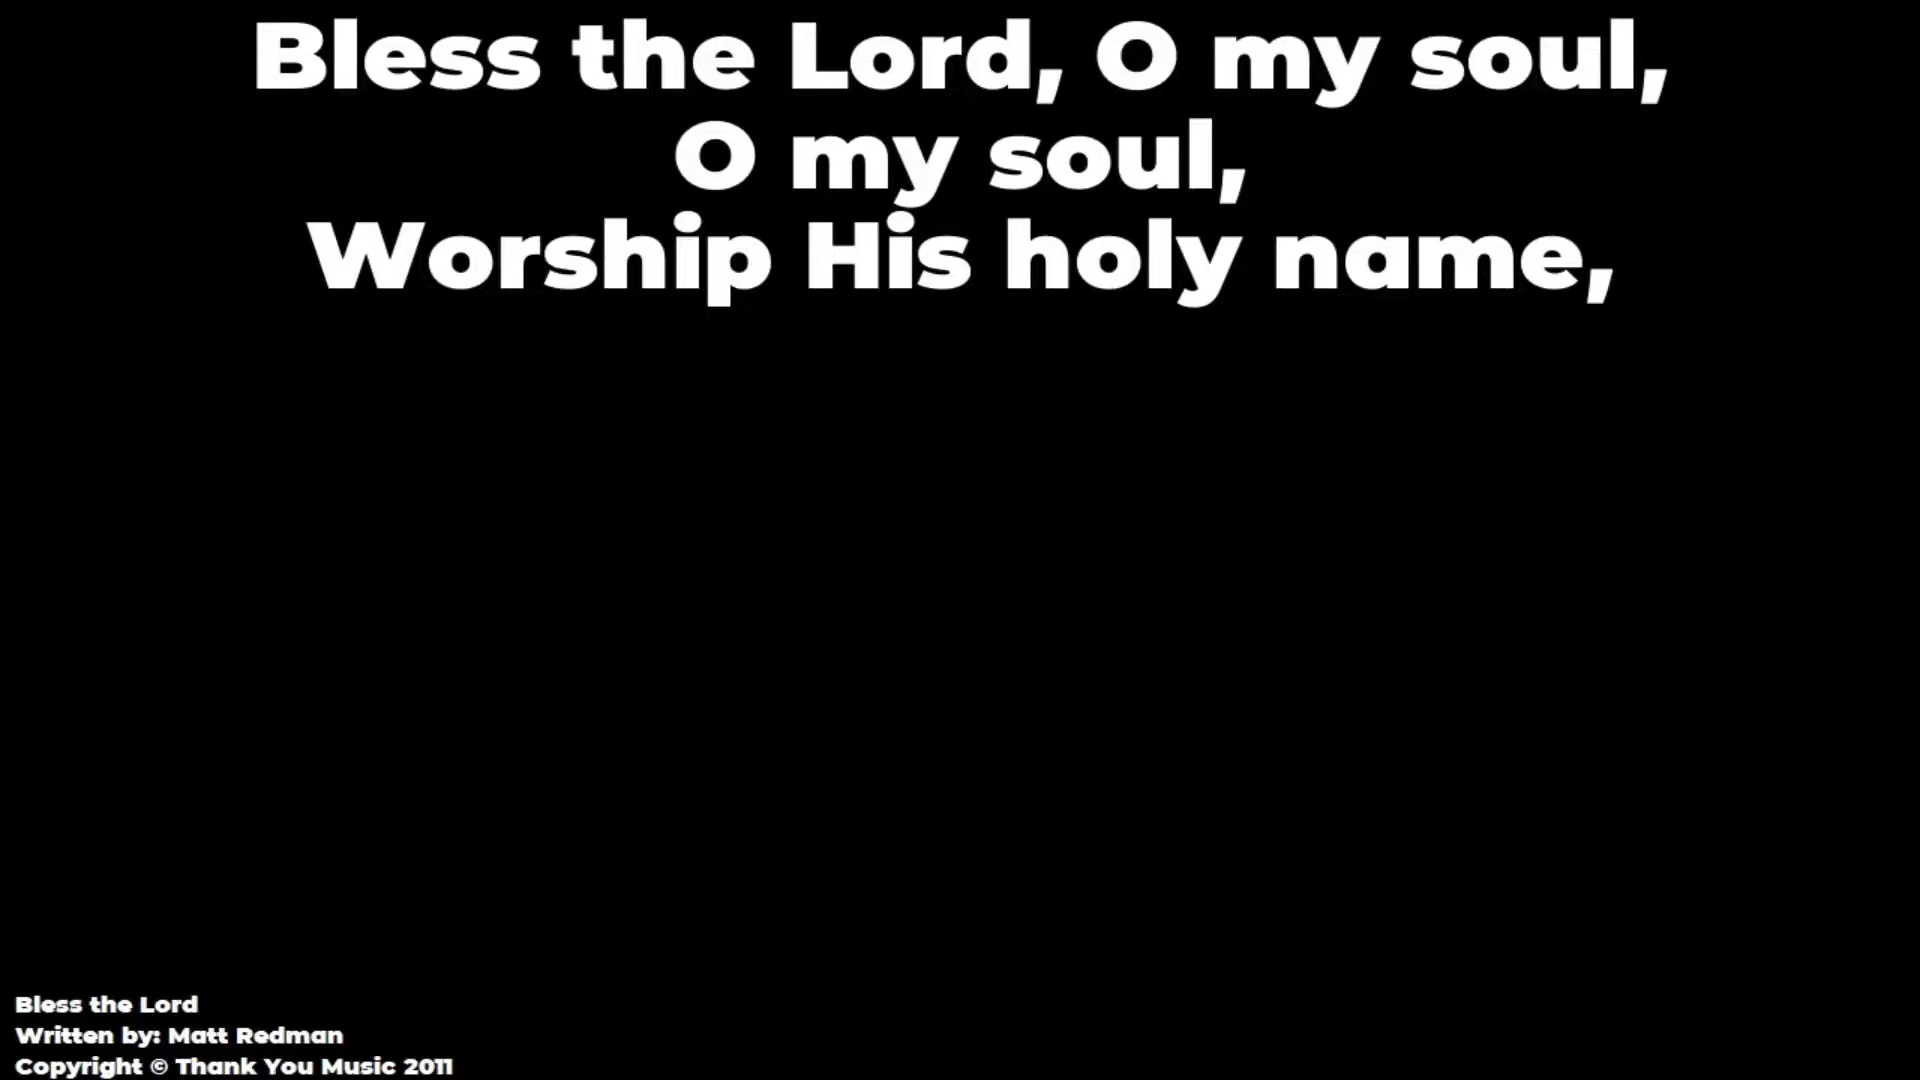 Bless the Lord, O my soul,
O my soul,
Worship His holy name,
Bless the Lord
Written by: Matt Redman
Copyright © Thank You Music 2011